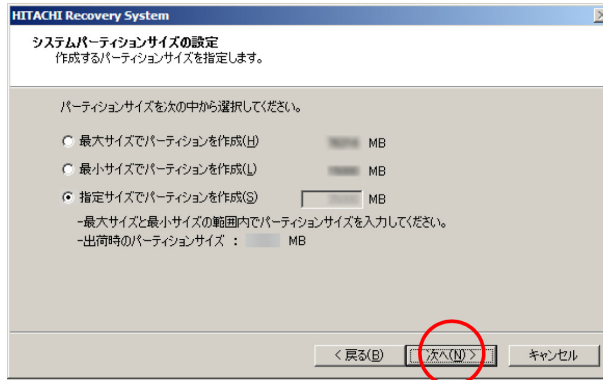 HITACHI Recovery System
システムパーティションサイズの設定
作成するパーティションサイズを指定します。
パーティションサイズを次の中から選択してください。
最大サイズでパーティションを作成(H) MB
最小サイズでパーティションを作成(L) MB
指定サイズでパーティションを作成(S) MB
-最大サイズと最小サイズの範囲内でパーティションサイズを入力してください。
-出荷時のパーティションサイズ : MB
< 戻る(B) 次へ(N) > キャンセル